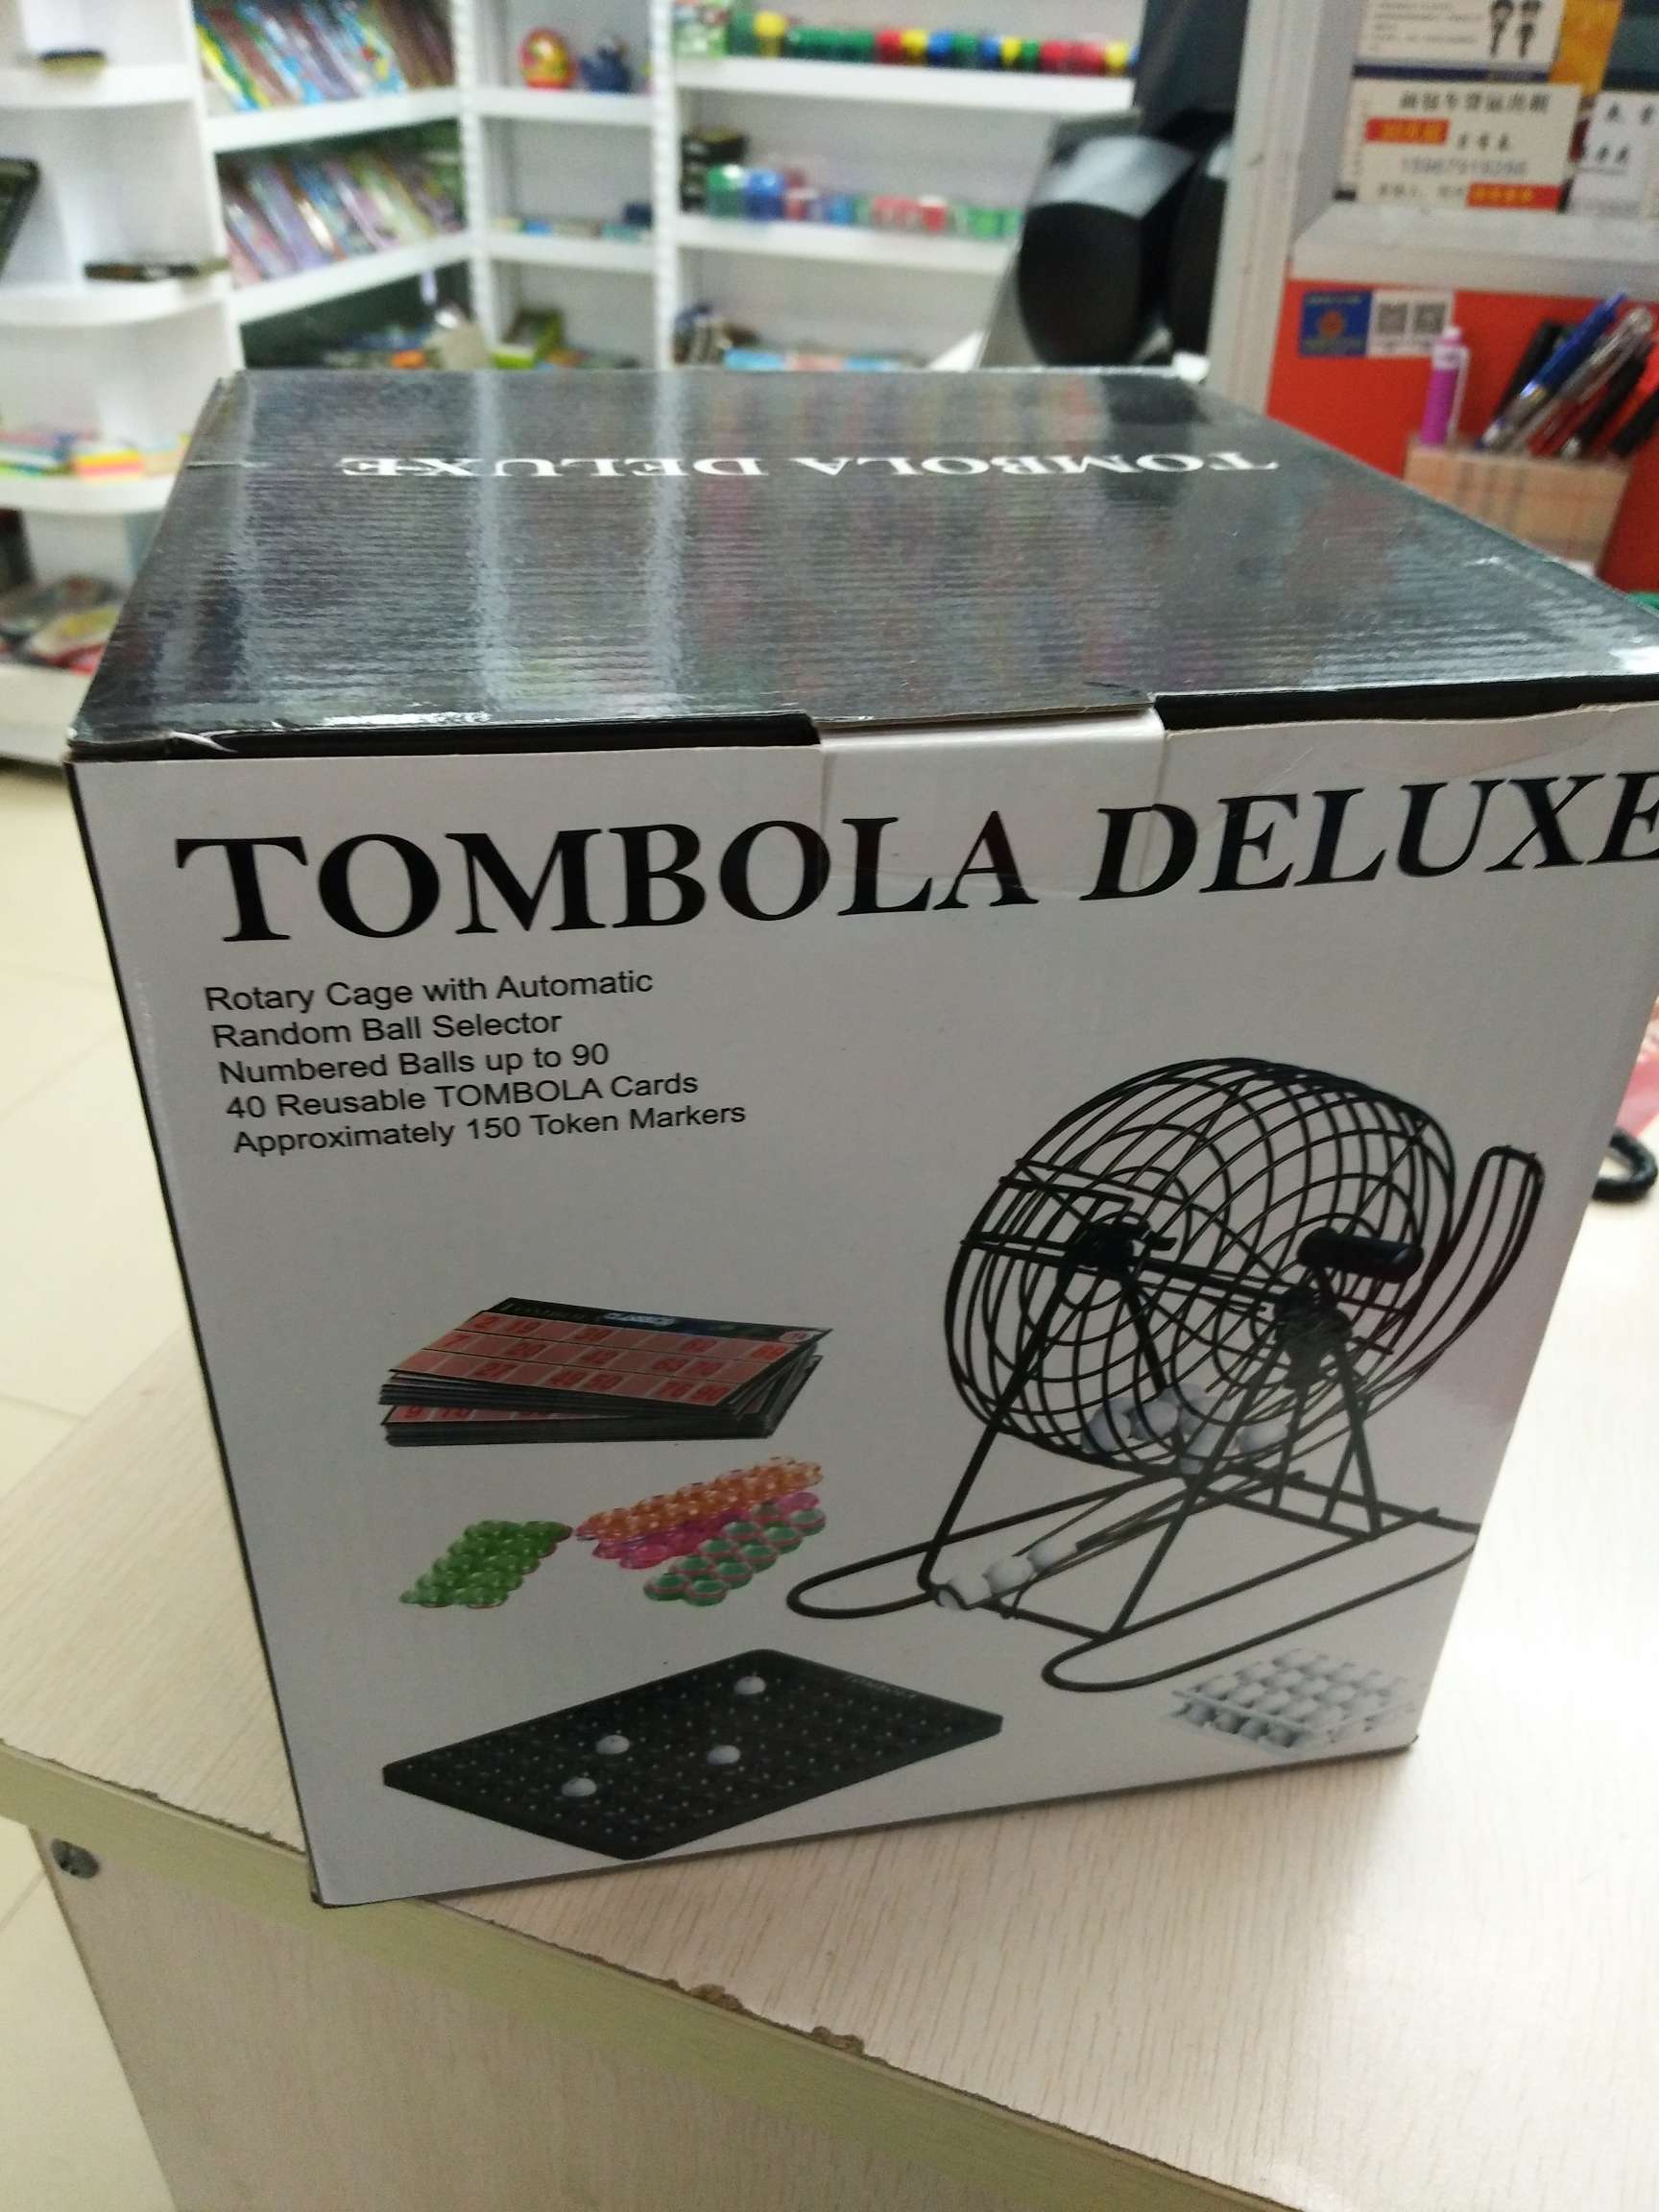 TOMBOLA DELUXE
TOMBOLA DELUXE
Rotary Cage with Automatic
Random Ball Selector
Numbered Balls up to 90
40 Reusable TOMBOLA Cards
Approximately 150 Token Markers